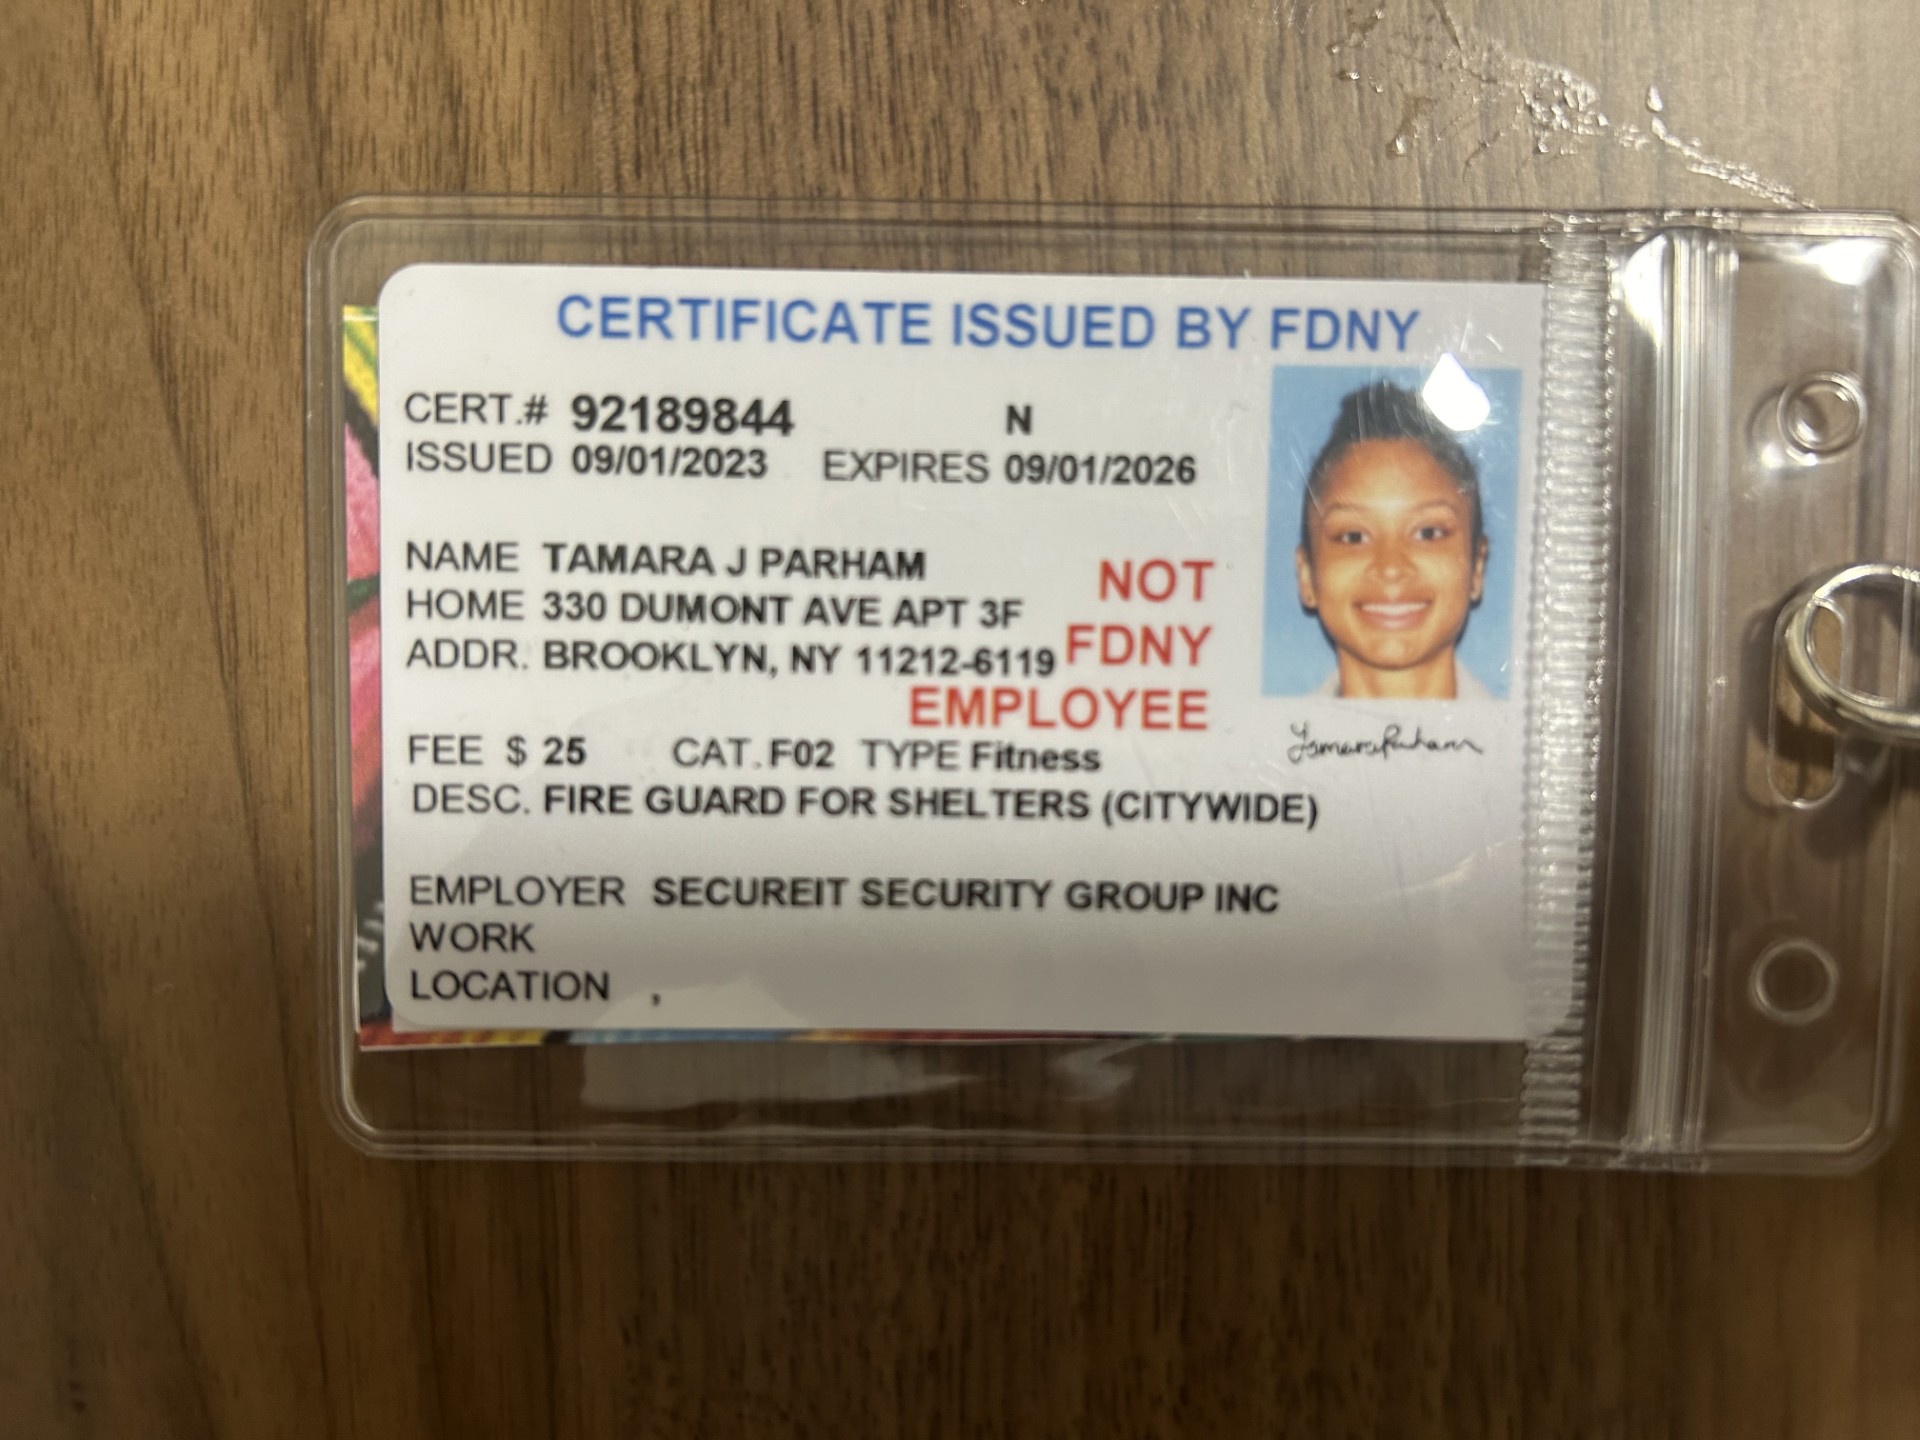 CERTIFICATE ISSUED BY FDNY
CERT.# 92189844 N
ISSUED 09/01/2023 EXPIRES 09/01/2026
NAME TAMARA J PARHAM
HOME 330 DUMONT AVE APT 3F
ADDR. BROOKLYN, NY 11212-6119
NOT
FDNY
EMPLOYEE
FEE $ 25 CAT. F02 TYPE Fitness
DESC. FIRE GUARD FOR SHELTERS (CITYWIDE)
EMPLOYER SECUREIT SECURITY GROUP INC
WORK
LOCATION ,
Tamara Parham